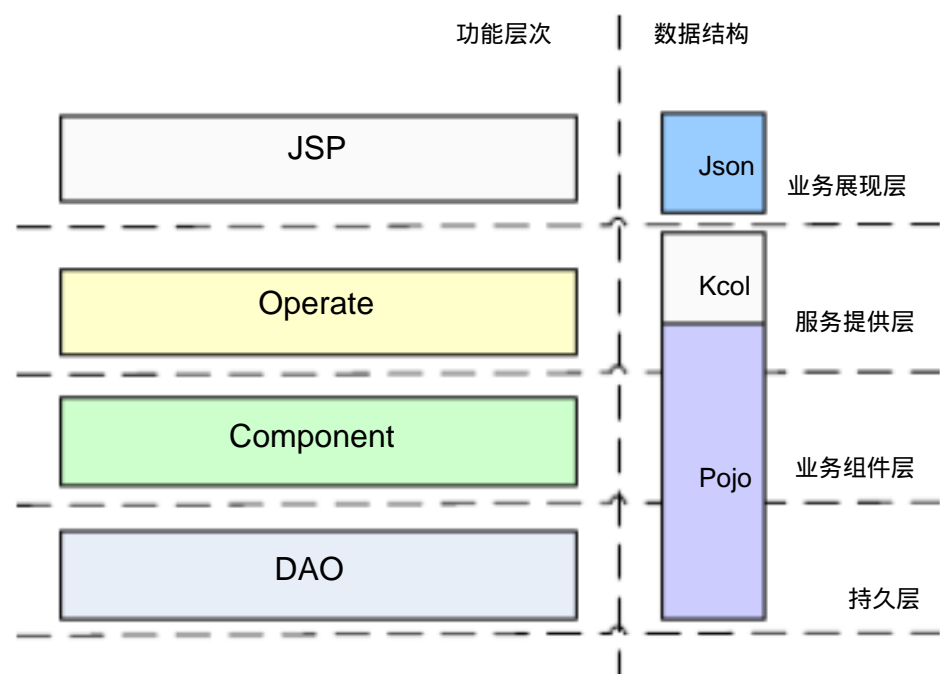 功能层次
数据结构
JSP
Json
业务展现层
Operate
Kcol
服务提供层
Component
Pojo
业务组件层
DAO
持久层